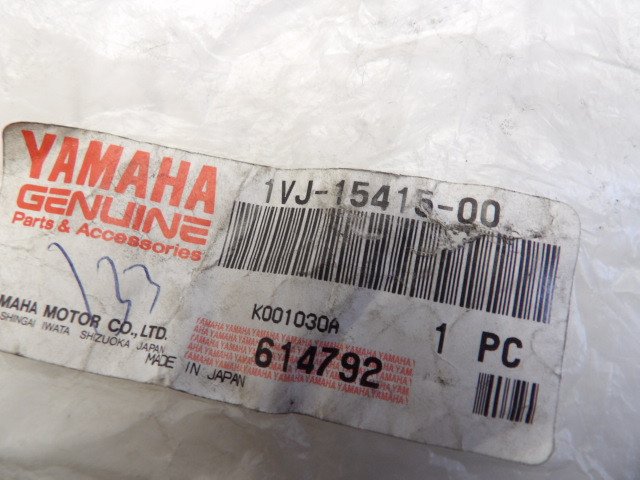 YAMAHA
GENUINE
Parts & Accessories
133
MAHA MOTOR CO., LTD.
SHINGAI IWATA SHIZUOKA JAPAN
MADE IN JAPAN
1VJ-15415-00
K001030A
1 PC
614792